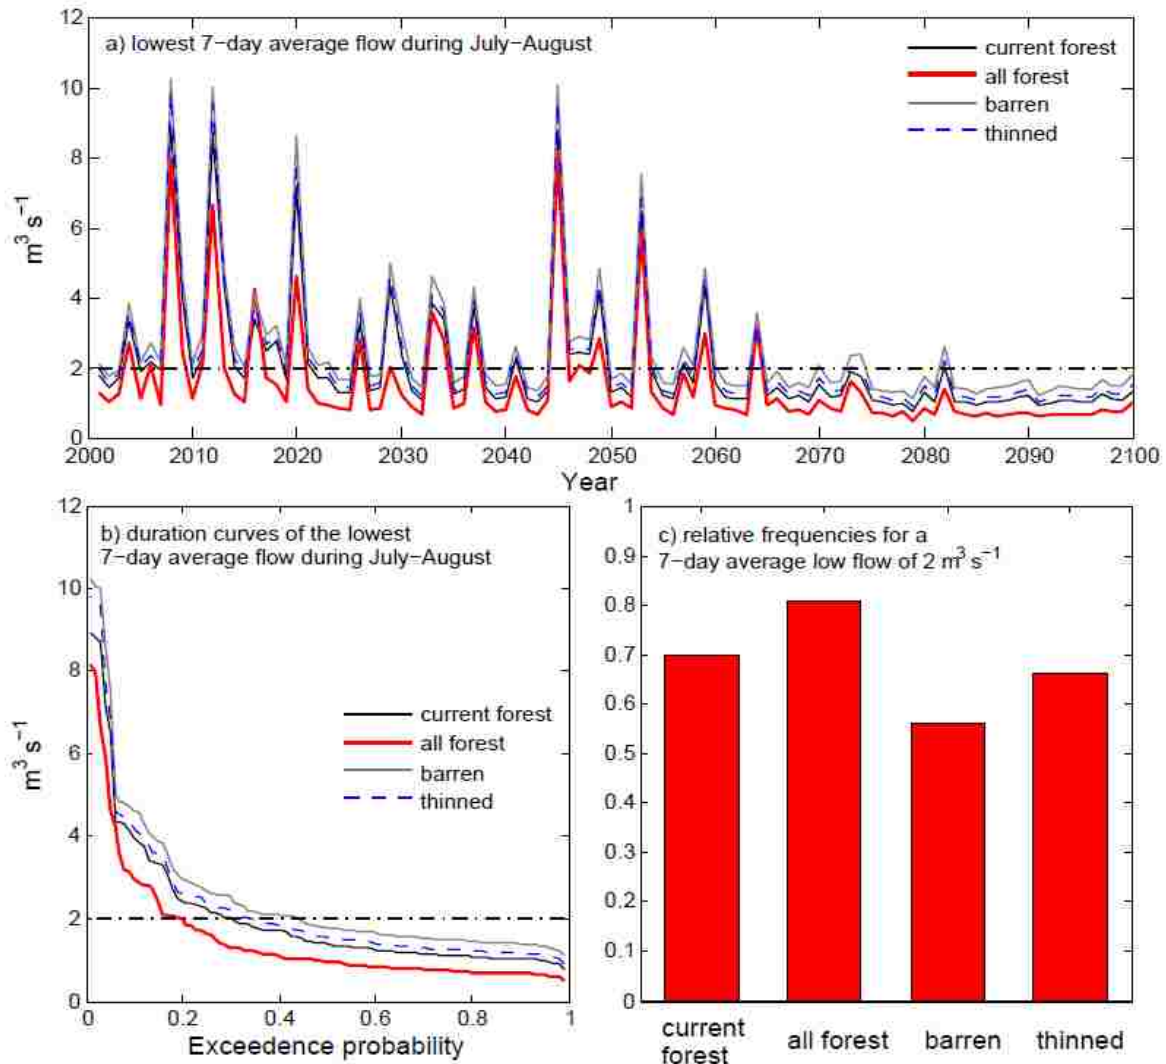 12
10
8
6
4
2
0
m³ s⁻¹
a) lowest 7−day average flow during July−August
current forest
all forest
barren
thinned
2000
2010
2020
2030
2040
2050
2060
2070
2080
2090
2100
Year
12
10
8
6
4
2
0
m³ s⁻¹
b) duration curves of the lowest
7−day average flow during July−August
current forest
all forest
barren
thinned
0
0.2
0.4
0.6
0.8
1
Exceedence probability
1
0.9
0.8
0.7
0.6
0.5
0.4
0.3
0.2
0.1
0
c) relative frequencies for a
7−day average low flow of 2 m³ s⁻¹
current
forest
all forest
barren
thinned